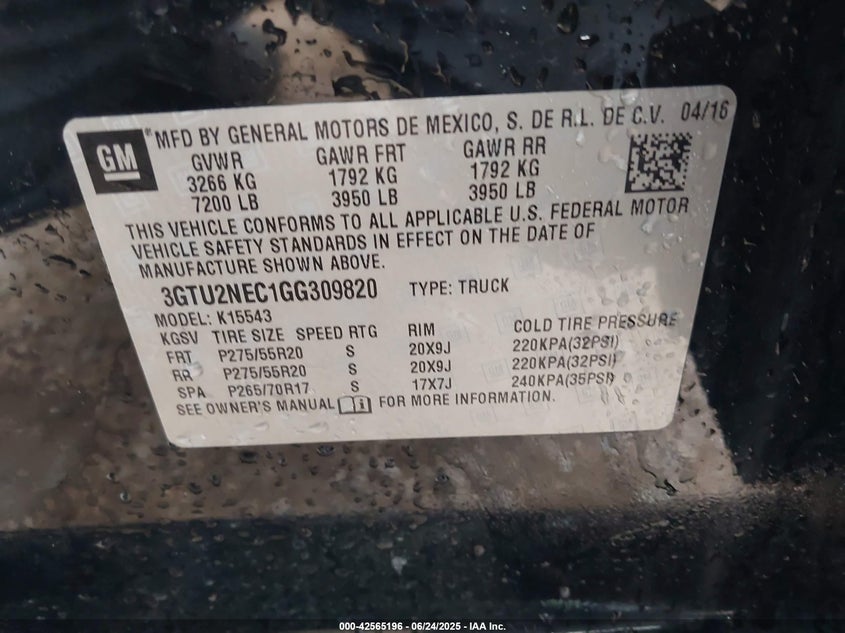 GM
® MFD BY GENERAL MOTORS DE MEXICO, S. DE R.L. DE C.V. 04/16
GVWR GAWR FRT GAWR RR
3266 KG 1792 KG 1792 KG
7200 LB 3950 LB 3950 LB
THIS VEHICLE CONFORMS TO ALL APPLICABLE U.S. FEDERAL MOTOR
VEHICLE SAFETY STANDARDS IN EFFECT ON THE DATE OF
MANUFACTURE SHOWN ABOVE.
3GTU2NEC1GG309820 TYPE: TRUCK
MODEL: K15543
KGSV TIRE SIZE SPEED RTG RIM COLD TIRE PRESSURE
FRT P275/55R20 S 20X9J 220KPA(32PSI)
RR P275/55R20 S 20X9J 220KPA(32PSI)
SPA P265/70R17 S 17X7J 240KPA(35PSI)
SEE OWNER'S MANUAL FOR MORE INFORMATION.
000-42565196 - 06/24/2025 - IAA Inc.